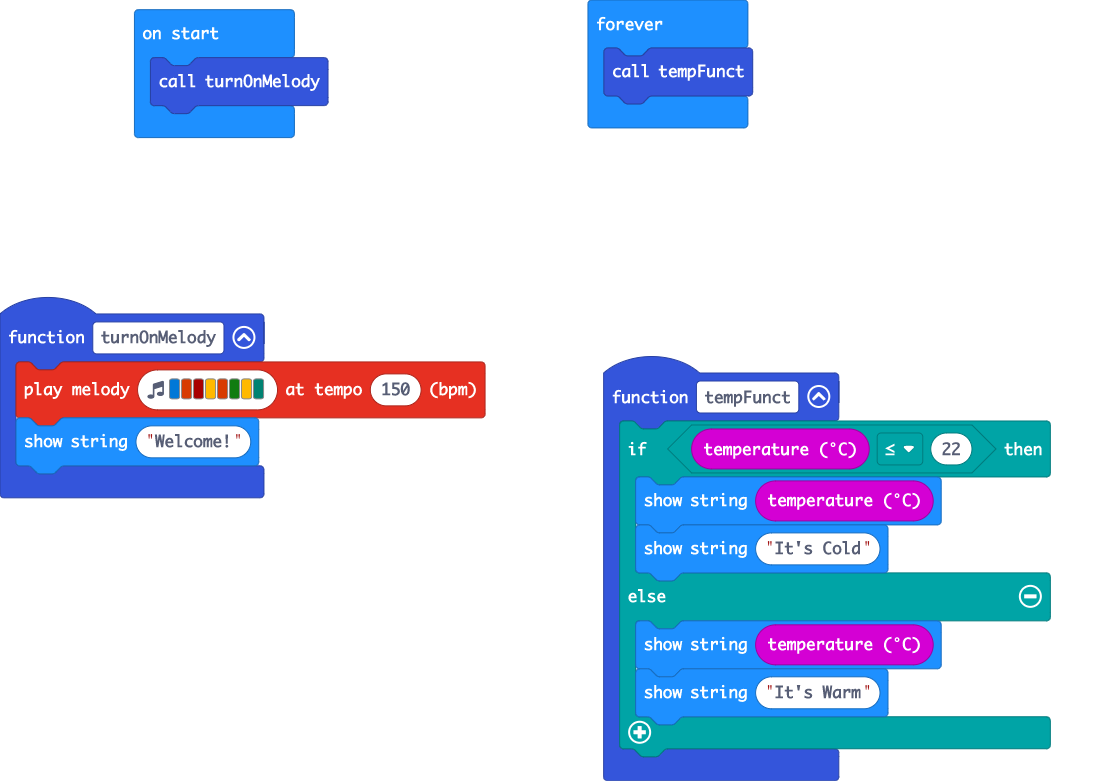 on start
call turnOnMelody
forever
call tempFunct
function turnOnMelody
play melody at tempo 150 (bpm)
show string "Welcome!"
function tempFunct
if temperature (°C) ≤ 22 then
show string temperature (°C)
show string "It's Cold"
else
show string temperature (°C)
show string "It's Warm"